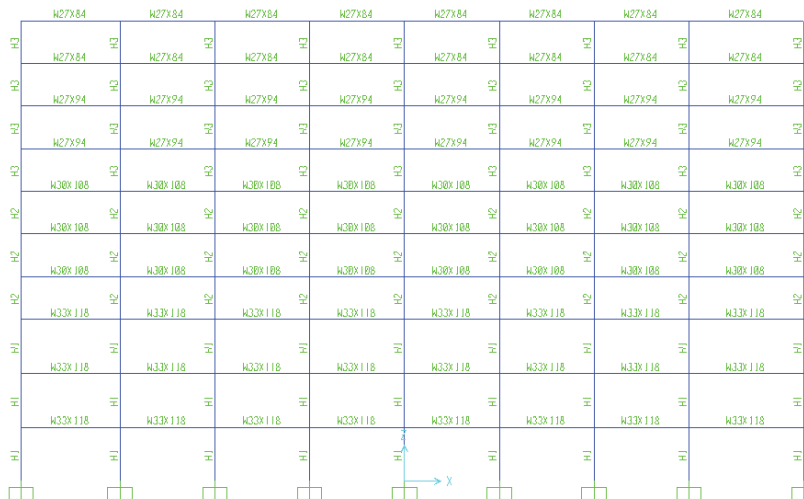 W27X84 W27X84 W27X84 W27X84 W27X84 W27X84 W27X84 W27X84
H3 H3 H3 H3 H3 H3 H3 H3 H3
W27X84 W27X84 W27X84 W27X84 W27X84 W27X84 W27X84 W27X84
H3 H3 H3 H3 H3 H3 H3 H3 H3
W27X94 W27X94 W27X94 W27X94 W27X94 W27X94 W27X94 W27X94
H3 H3 H3 H3 H3 H3 H3 H3 H3
W27X94 W27X94 W27X94 W27X94 W27X94 W27X94 W27X94 W27X94
H3 H3 H3 H3 H3 H3 H3 H3 H3
W30X108 W30X108 W30X108 W30X108 W30X108 W30X108 W30X108 W30X108
H2 H2 H2 H2 H2 H2 H2 H2 H2
W30X108 W30X108 W30X108 W30X108 W30X108 W30X108 W30X108 W30X108
H2 H2 H2 H2 H2 H2 H2 H2 H2
W30X108 W30X108 W30X108 W30X108 W30X108 W30X108 W30X108 W30X108
H2 H2 H2 H2 H2 H2 H2 H2 H2
W33X118 W33X118 W33X118 W33X118 W33X118 W33X118 W33X118 W33X118
H1 H1 H1 H1 H1 H1 H1 H1 H1
W33X118 W33X118 W33X118 W33X118 W33X118 W33X118 W33X118 W33X118
H1 H1 H1 H1 H1 H1 H1 H1 H1
W33X118 W33X118 W33X118 W33X118 W33X118 W33X118 W33X118 W33X118
Z
H1 H1 H1 H1 H1 H1 H1 H1 H1
X